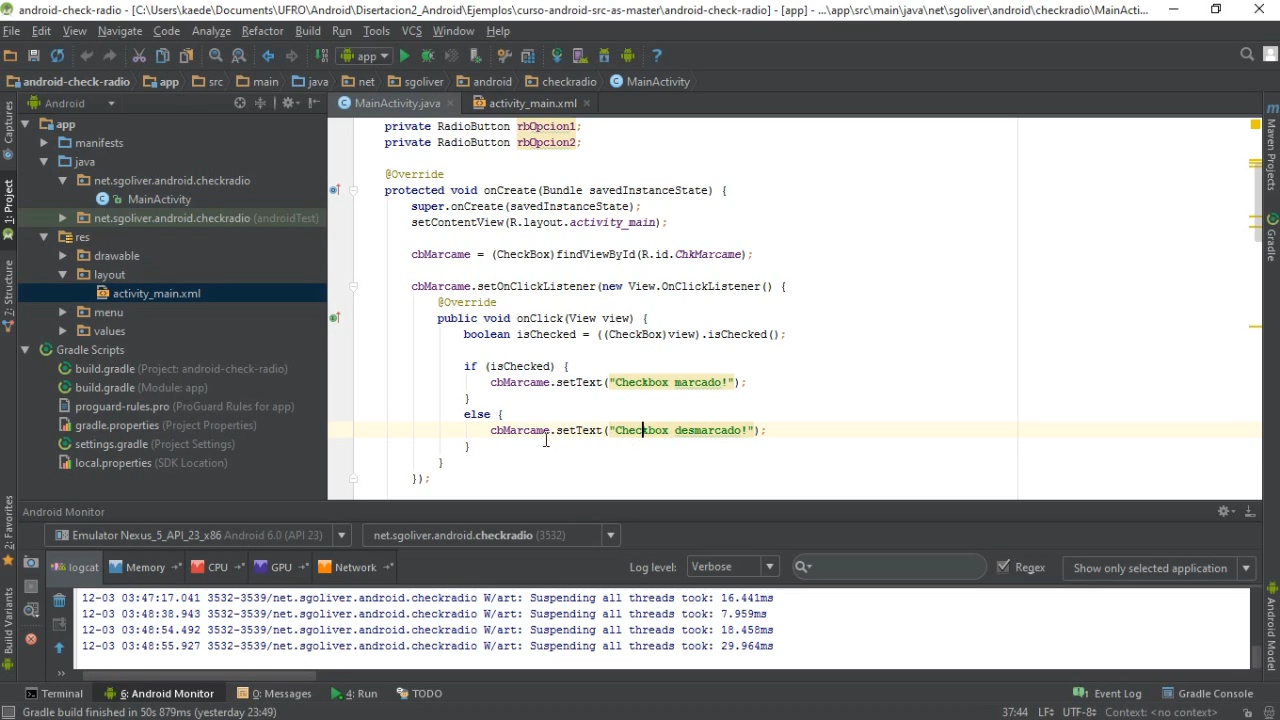 android-check-radio - [C:\Users\kaede\Documents\UFRO\Android\Disertacion2_Android\Ejemplos\curso-android-src-as-master\android-check-radio] - [app] - ...\app\src\main\java\net\sgoliver\android\checkradio\MainActi...
File Edit View Navigate Code Analyze Refactor Build Run Tools VCS Window Help
app
android-check-radio app src main java net sgoliver android checkradio MainActivity
Android
MainActivity.java activity_main.xml
Captures
1: Project
7: Structure
2: Favorites
Build Variants
app
manifests
java
net.sgoliver.android.checkradio
MainActivity
net.sgoliver.android.checkradio (androidTest)
res
drawable
layout
activity_main.xml
menu
values
Gradle Scripts
build.gradle (Project: android-check-radio)
build.gradle (Module: app)
proguard-rules.pro (ProGuard Rules for app)
gradle.properties (Project Properties)
settings.gradle (Project Settings)
local.properties (SDK Location)
private RadioButton rbOpcion1;
private RadioButton rbOpcion2;
@Override
protected void onCreate(Bundle savedInstanceState) {
super.onCreate(savedInstanceState);
setContentView(R.layout.activity_main);
cbMarcame = (CheckBox)findViewById(R.id.ChkMarcame);
cbMarcame.setOnClickListener(new View.OnClickListener() {
@Override
public void onClick(View view) {
boolean isChecked = ((CheckBox)view).isChecked();
if (isChecked) {
cbMarcame.setText("Checkbox marcado!");
}
else {
cbMarcame.setText("Checkbox desmarcado!");
}
}
});
Maven Projects
Gradle
Android Model
Android Monitor
Emulator Nexus_5_API_23_x86 Android 6.0 (API 23) net.sgoliver.android.checkradio (3532)
logcat Memory CPU GPU Network Log level: Verbose Regex Show only selected application
12-03 03:47:17.041 3532-3539/net.sgoliver.android.checkradio W/art: Suspending all threads took: 16.441ms
12-03 03:48:38.943 3532-3539/net.sgoliver.android.checkradio W/art: Suspending all threads took: 7.959ms
12-03 03:48:54.492 3532-3539/net.sgoliver.android.checkradio W/art: Suspending all threads took: 18.458ms
12-03 03:48:55.927 3532-3539/net.sgoliver.android.checkradio W/art: Suspending all threads took: 29.964ms
Terminal 6: Android Monitor 0: Messages 4: Run TODO Event Log Gradle Console
Gradle build finished in 50s 879ms (yesterday 23:49) 37:44 LF÷ UTF-8÷ Context: <no context>